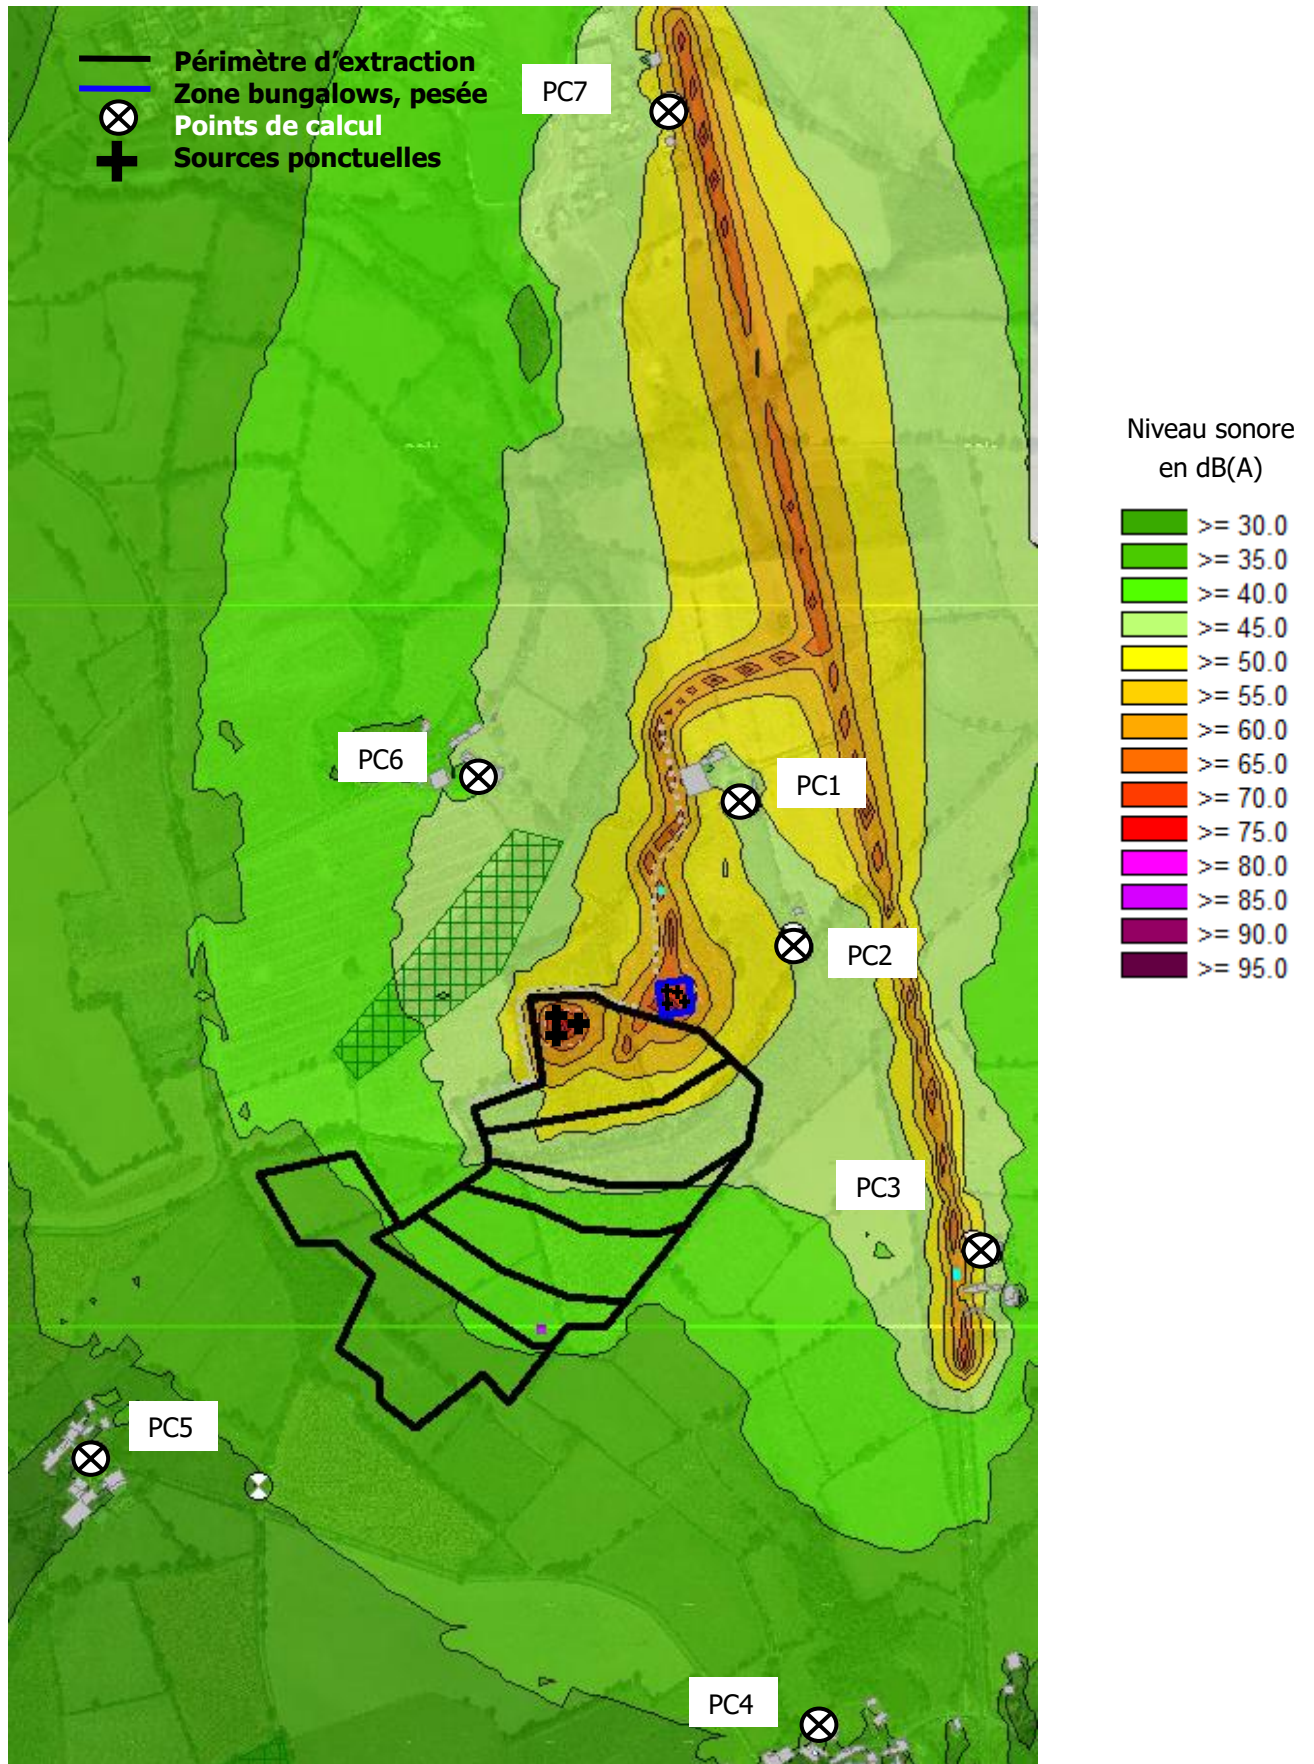 Périmètre d'extraction
Zone bungalows, pesée
Points de calcul
Sources ponctuelles
PC7
Niveau sonore
en dB(A)
>= 30.0
>= 35.0
>= 40.0
>= 45.0
>= 50.0
>= 55.0
>= 60.0
>= 65.0
>= 70.0
>= 75.0
>= 80.0
>= 85.0
>= 90.0
>= 95.0
PC6
PC1
PC2
PC3
PC5
PC4